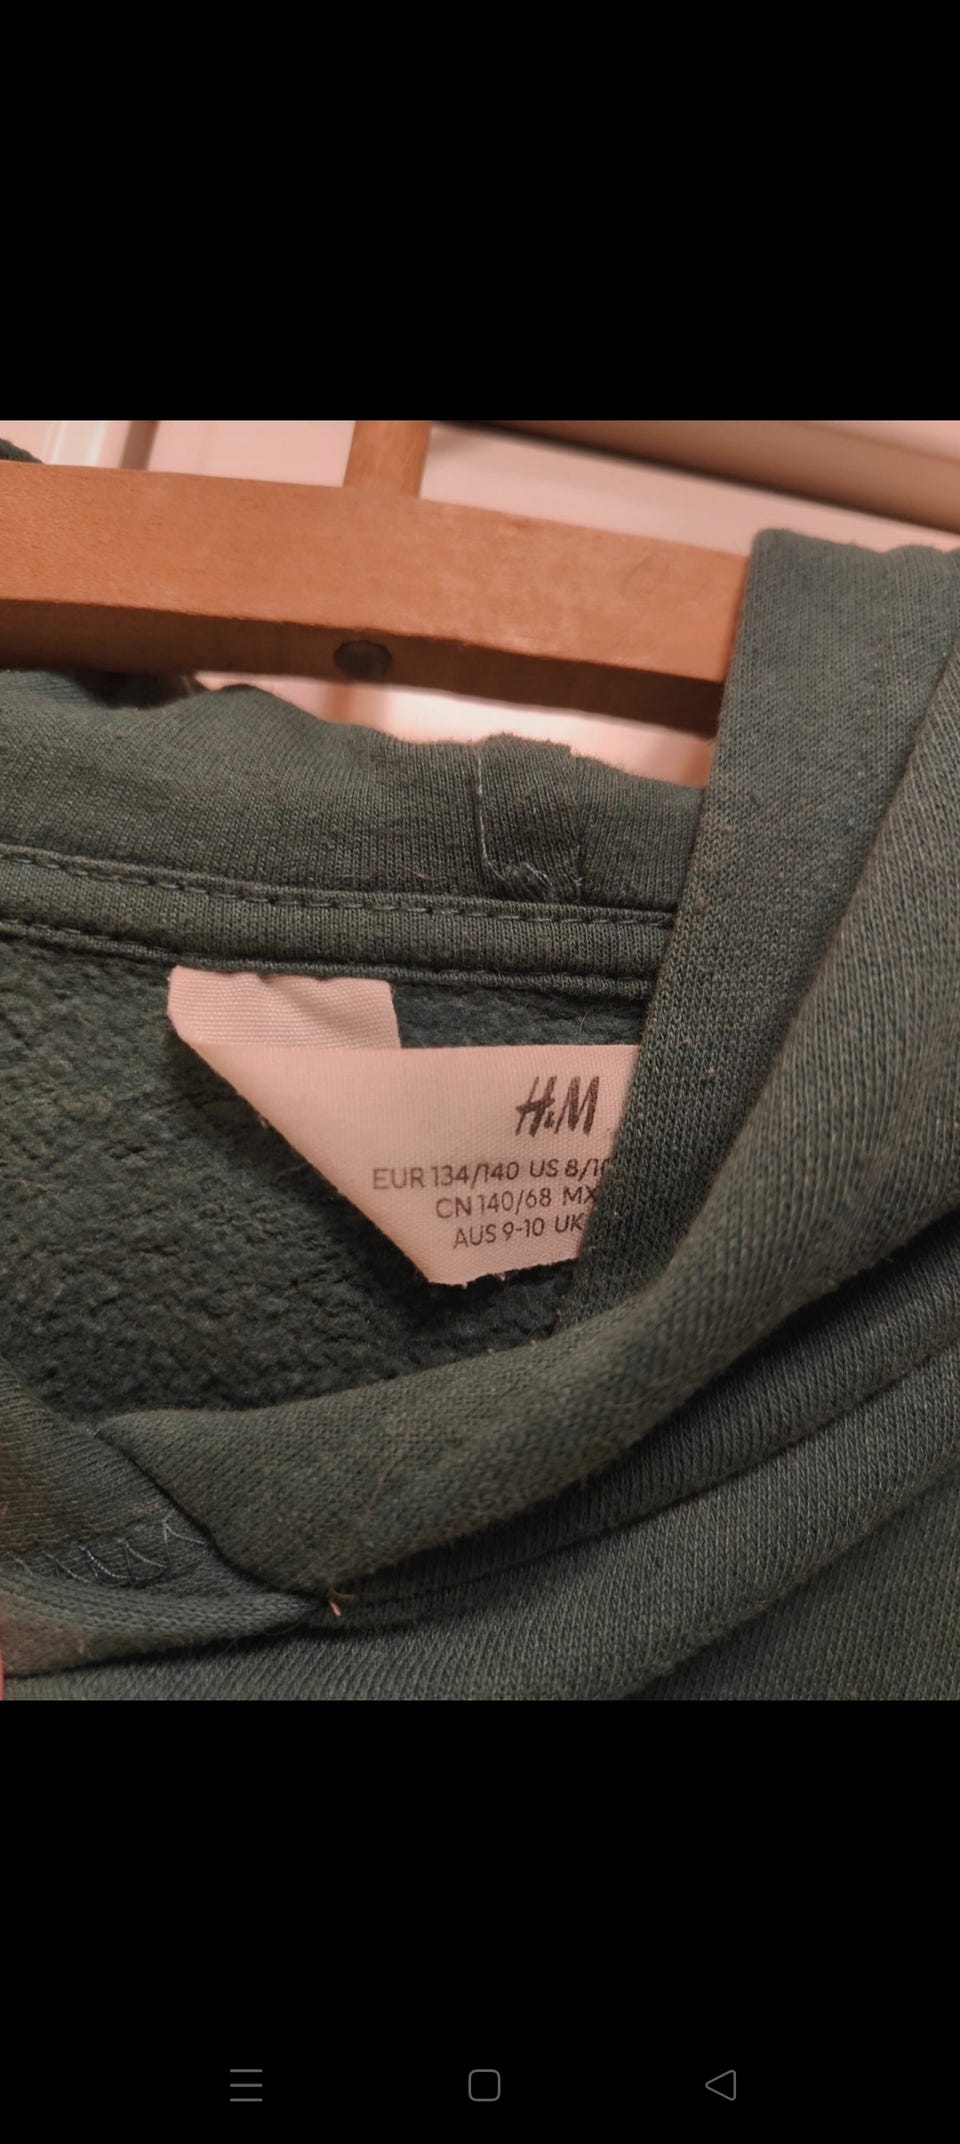 H&M
EUR 134/140 US 8/10
CN 140/68 MX
AUS 9-10 UK